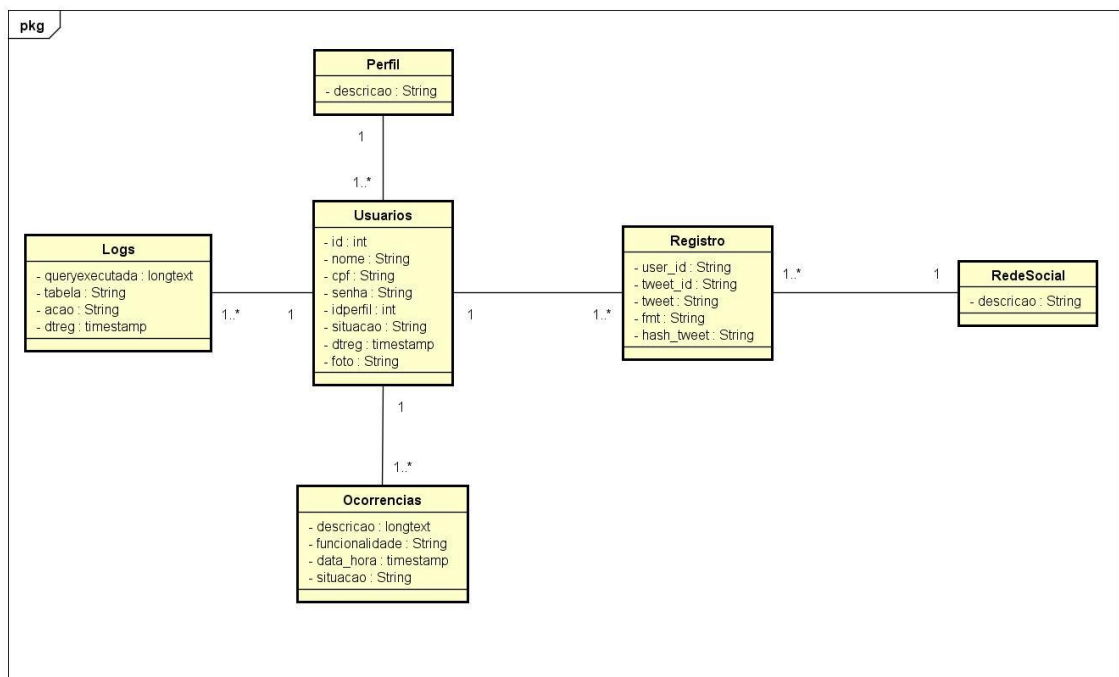 pkg
Perfil
- descricao : String
1
1..*
Usuarios
- id : int
- nome : String
- cpf : String
- senha : String
- idperfil : int
- situacao : String
- dtreg : timestamp
- foto : String
Logs
- queryexecutada : longtext
- tabela : String
- acao : String
- dtreg : timestamp
1..*
1
Registro
- user_id : String
- tweet_id : String
- tweet : String
- fmt : String
- hash_tweet : String
1
1..*
1..*
1
RedeSocial
- descricao : String
1
1..*
Ocorrencias
- descricao : longtext
- funcionalidade : String
- data_hora : timestamp
- situacao : String